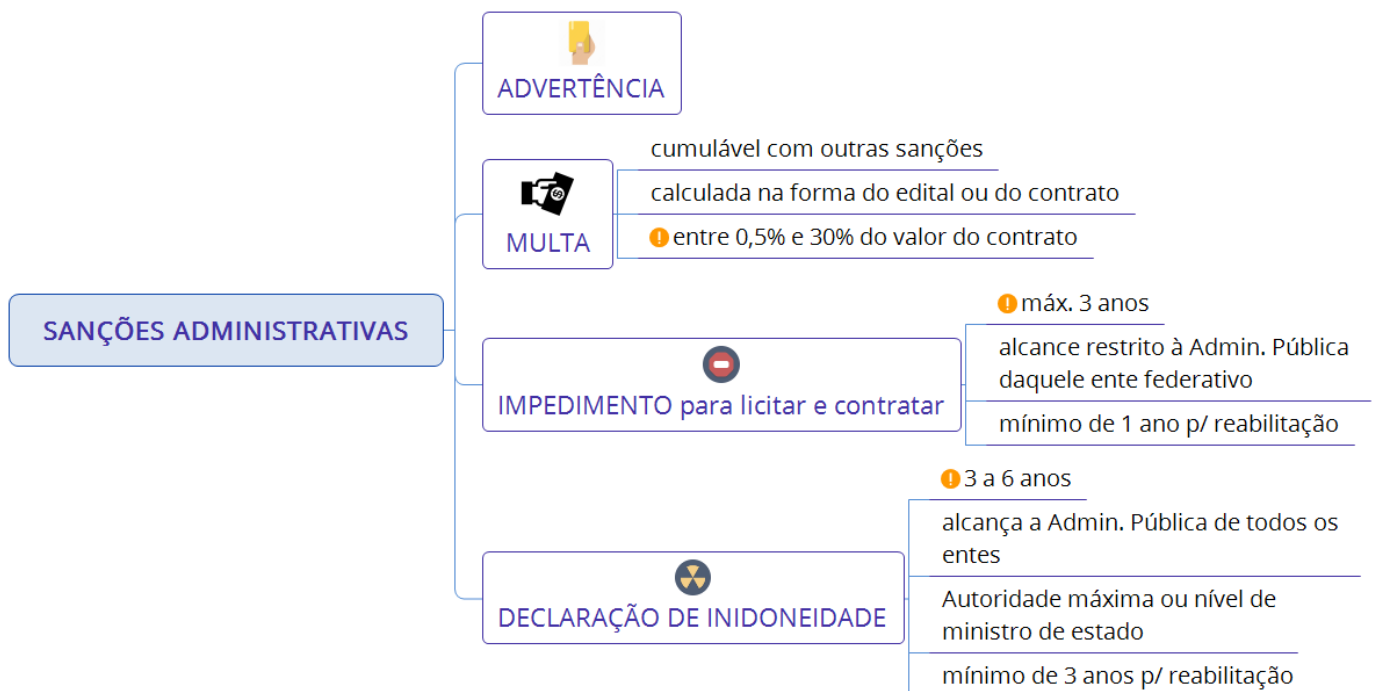 ADVERTÊNCIA
cumulável com outras sanções
calculada na forma do edital ou do contrato
entre 0,5% e 30% do valor do contrato
MULTA
SANÇÕES ADMINISTRATIVAS
máx. 3 anos
alcance restrito à Admin. Pública
daquele ente federativo
mínimo de 1 ano p/ reabilitação
IMPEDIMENTO para licitar e contratar
3 a 6 anos
alcança a Admin. Pública de todos os
entes
Autoridade máxima ou nível de
ministro de estado
mínimo de 3 anos p/ reabilitação
DECLARAÇÃO DE INIDONEIDADE